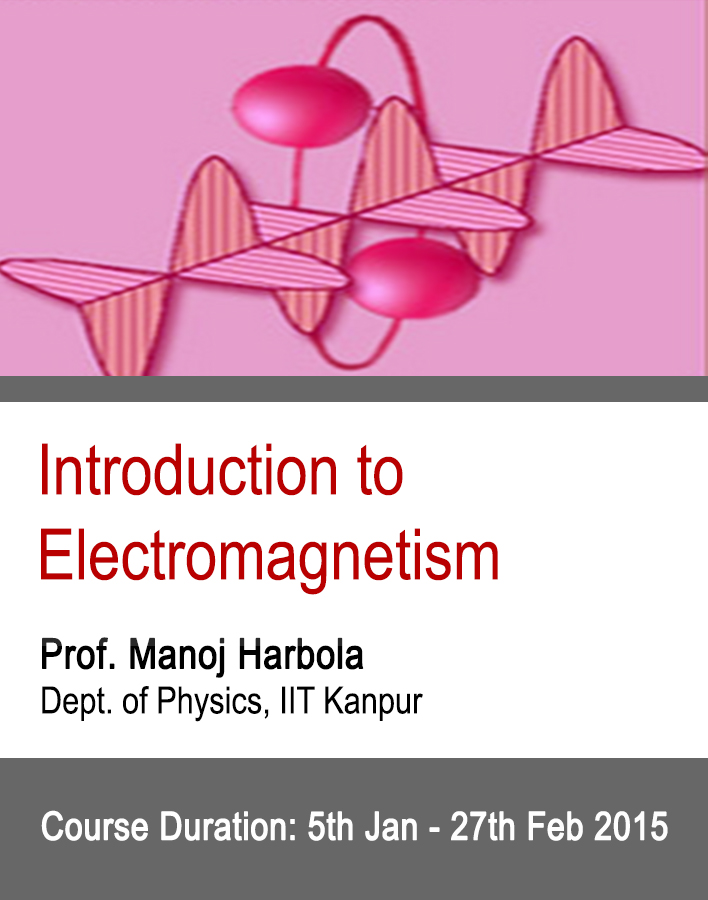 Introduction to
Electromagnetism
Prof. Manoj Harbola
Dept. of Physics, IIT Kanpur
Course Duration: 5th Jan - 27th Feb 2015